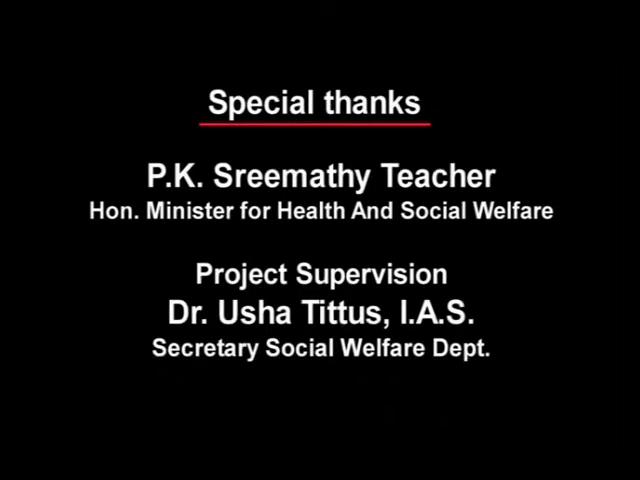 Special thanks
P.K. Sreemathy Teacher
Hon. Minister for Health And Social Welfare
Project Supervision
Dr. Usha Tittus, I.A.S.
Secretary Social Welfare Dept.